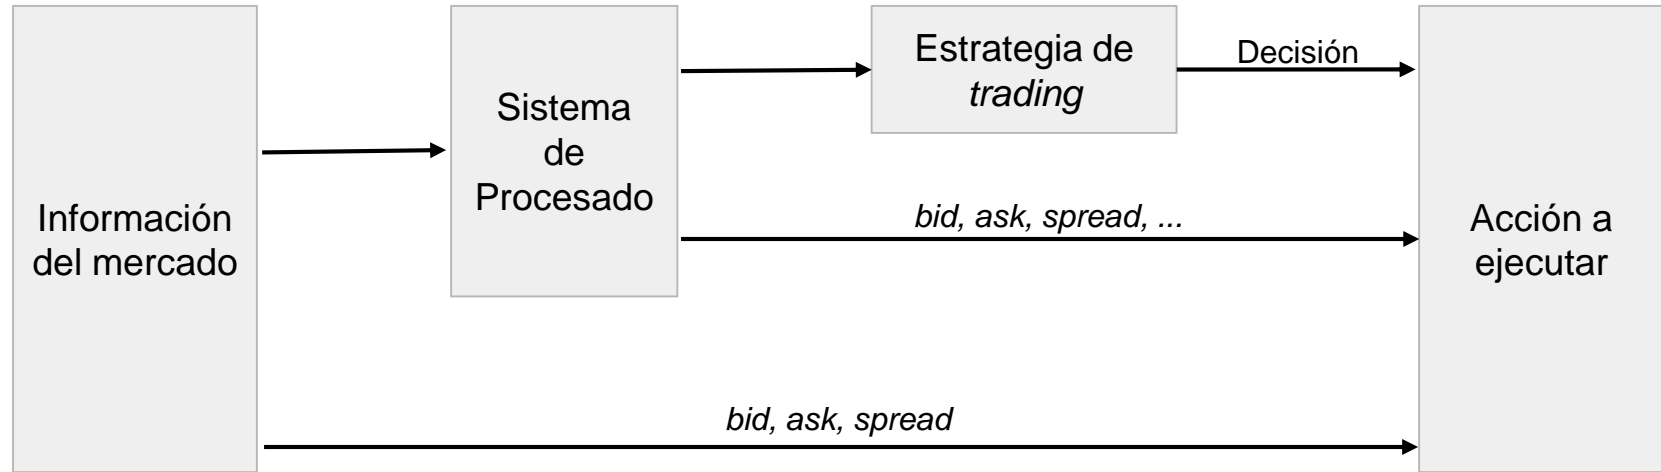 Información
del mercado
Sistema
de
Procesado
Estrategia de
trading
Decisión
bid, ask, spread, ...
bid, ask, spread
Acción a
ejecutar